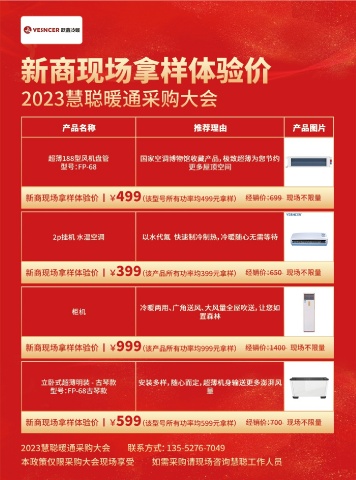 VESNCER 欧森冷暖
新商现场拿样体验价
2023慧聪暖通采购大会
产品名称 推荐理由 产品图片
超薄188型风机盘管
型号:FP-68
国家空调博物馆收藏产品,极致超薄为您节约
更多屋顶空间
新商现场拿样体验价 | ¥499(该型号所有功率均499元拿样) 经销价:699 现场不限量
2p挂机 水温空调
以水代氟 快速制冷制热,冷暖随心无需等待
VESNCER
新商现场拿样体验价 | ¥399(该产品所有功率均399元拿样) 经销价:650 现场不限量
柜机
冷暖两用、广角送风、大风量全屋吹送,让您如
置森林
新商现场拿样体验价 | ¥999(该产品所有功率均999元拿样) 经销价:1400 现场不限量
立卧式超薄明装 - 古琴款
型号:FP-68古琴款
安装多样,随心而定,超薄机身输送更多澎湃风
量
新商现场拿样体验价 | ¥599(该型号所有功率均599元拿样) 经销价:700 现场不限量
2023慧聪暖通采购大会 联系方式: 135-5276-7049
本政策仅限采购大会现场享受 如需采购请现场咨询慧聪工作人员